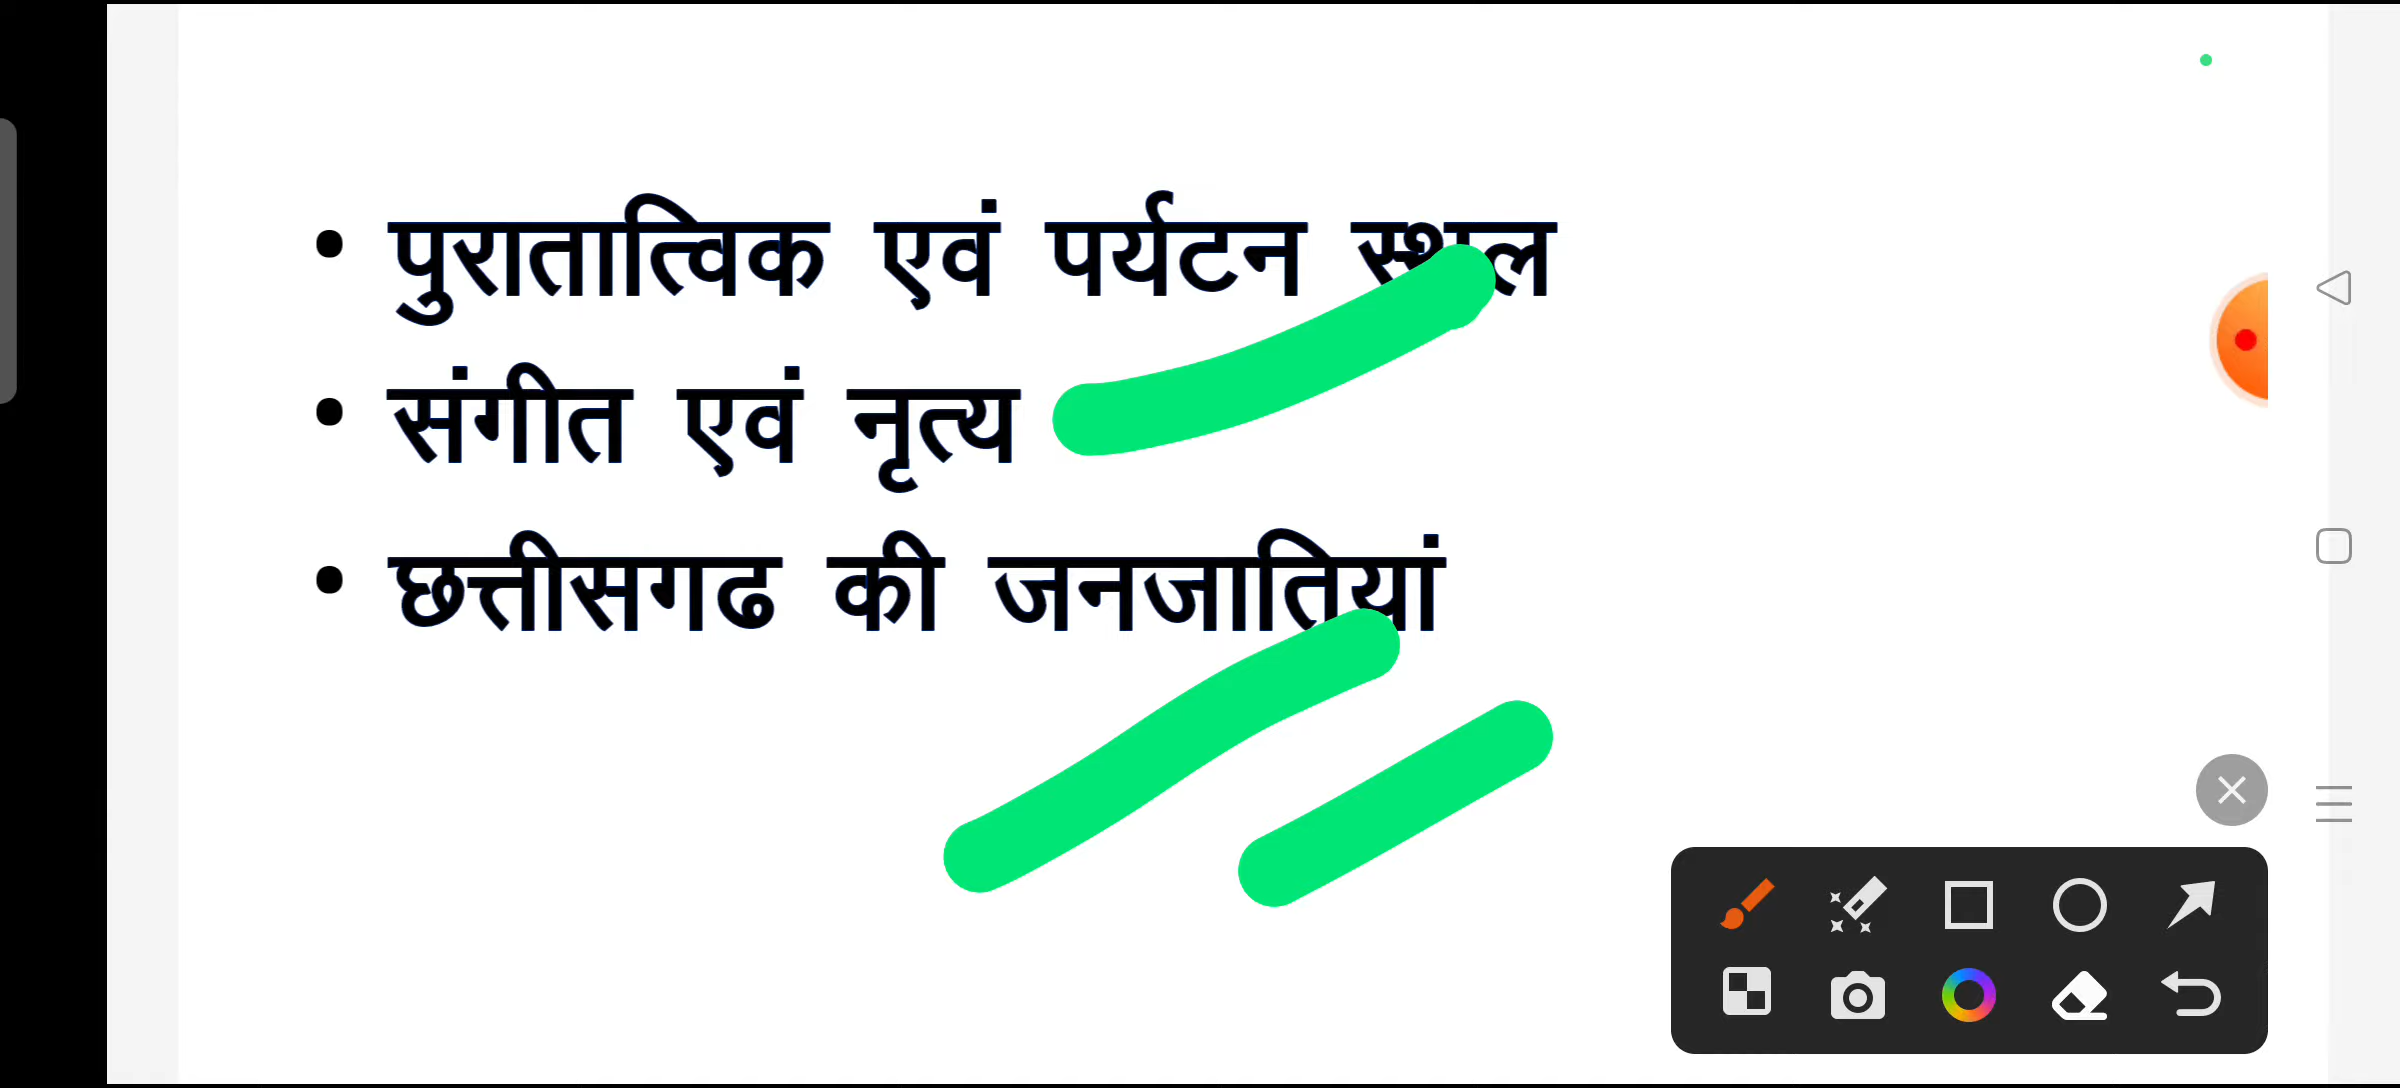 • पुरातात्विक एवं पर्यटन स्थल
• संगीत एवं नृत्य
• छत्तीसगढ की जनजातियां